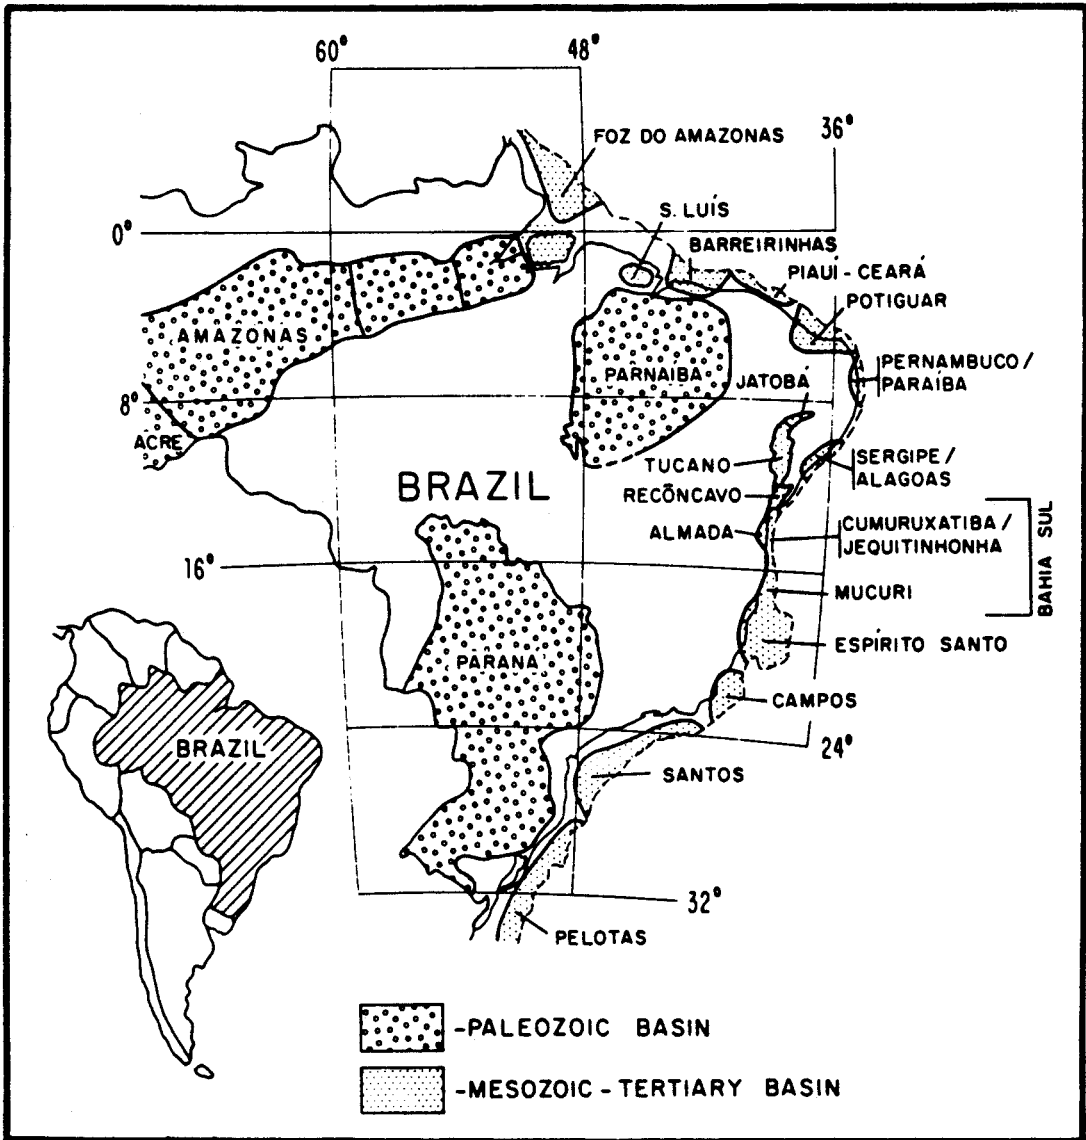 60°
48°
36°
FOZ DO AMAZONAS
S. LUÍS
0°
BARREIRINHAS
PIAUI - CEARÁ
POTIGUAR
AMAZONAS
PARNAIBA
JATOBÁ
PERNAMBUCO /
PARAÍBA
8°
ACRE
TUCANO
SERGIPE /
ALAGOAS
BRAZIL
RECÔNCAVO
ALMADA
CUMURUXATIBA /
JEQUITINHONHA
BAHIA SUL
16°
MUCURI
ESPÍRITO SANTO
PARANÁ
CAMPOS
BRAZIL
24°
SANTOS
32°
PELOTAS
-PALEOZOIC BASIN
-MESOZOIC - TERTIARY BASIN